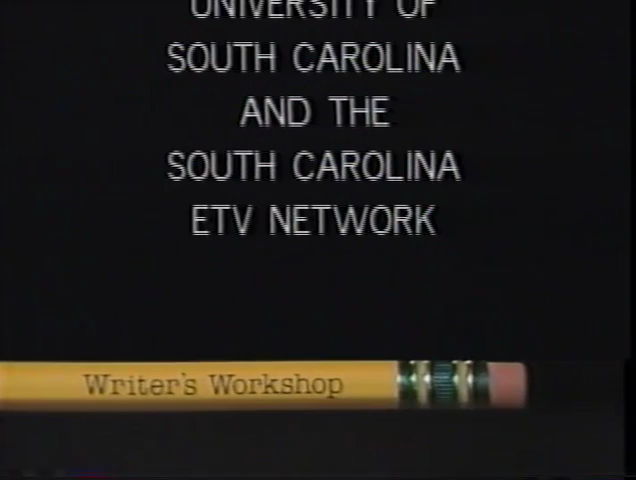 UNIVERSITY OF
SOUTH CAROLINA
AND THE
SOUTH CAROLINA
ETV NETWORK
Writer's Workshop